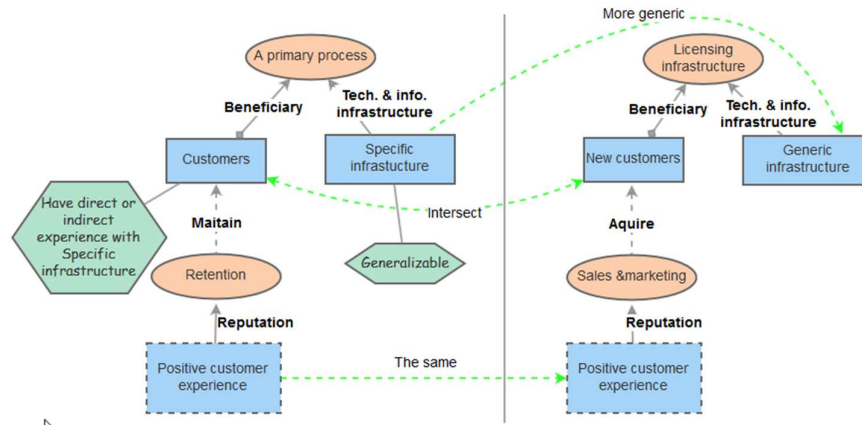 More generic
A primary process
Licensing
infrastructure
Beneficiary
Tech. & info.
infrastructure
Beneficiary
Tech. & info.
infrastructure
Customers
Specific
infrastucture
New customers
Generic
infrastructure
Have direct or
indirect
experience with
Specific
infrastructure
Maitain
Intersect
Aquire
Generalizable
Retention
Sales &marketing
Reputation
Reputation
Positive customer
experience
The same
Positive customer
experience